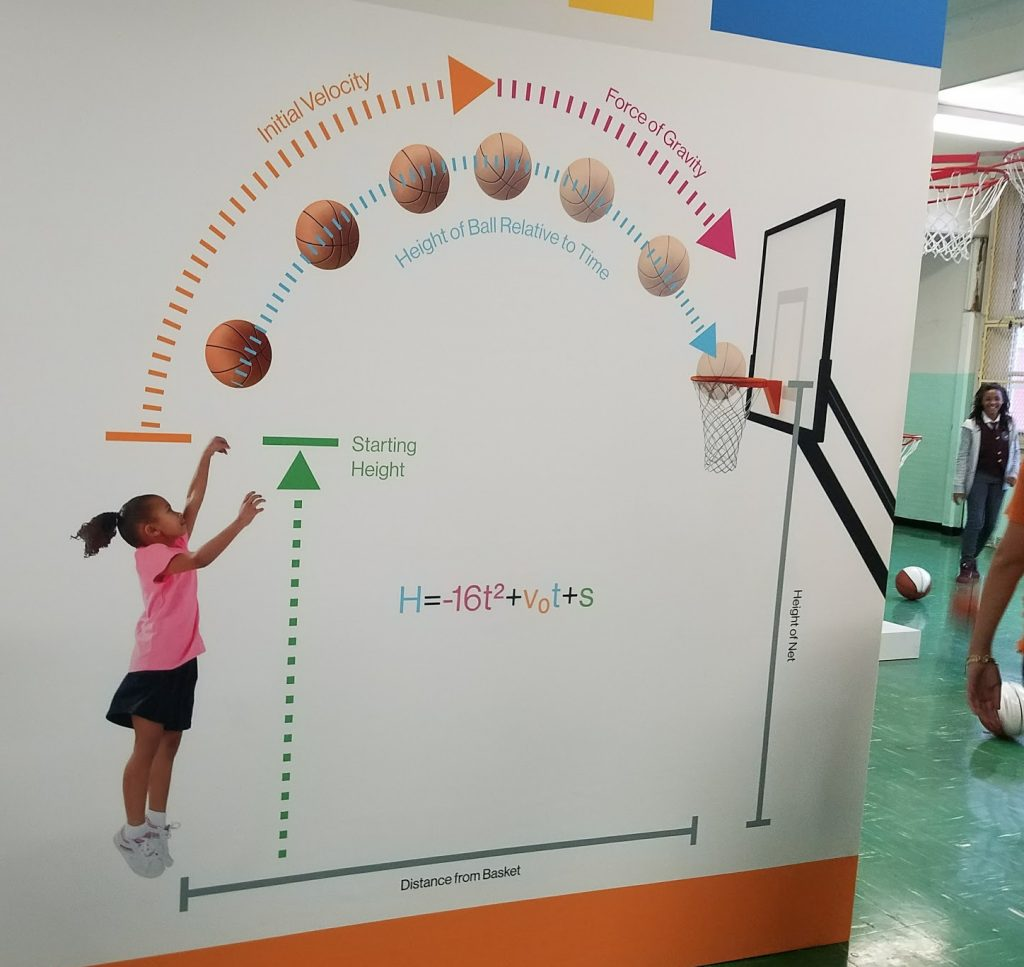 Initial Velocity
Force of Gravity
Height of Ball Relative to Time
Starting
Height
H=-16t²+v₀t+s
Height of Net
Distance from Basket